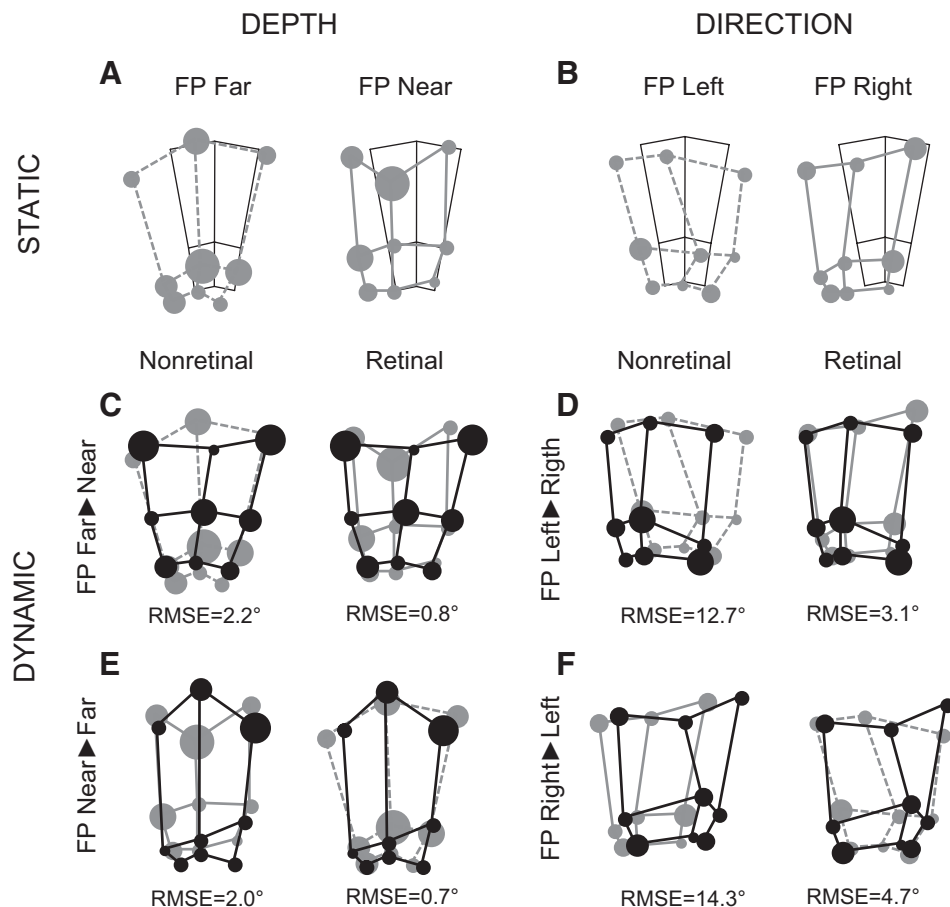 DEPTH
DIRECTION
STATIC
A
FP Far
FP Near
B
FP Left
FP Right
DYNAMIC
Nonretinal
Retinal
Nonretinal
Retinal
C
FP Far▶Near
RMSE=2.2°
RMSE=0.8°
D
FP Left▶Rigth
RMSE=12.7°
RMSE=3.1°
E
FP Near▶Far
RMSE=2.0°
RMSE=0.7°
F
FP Right▶Left
RMSE=14.3°
RMSE=4.7°